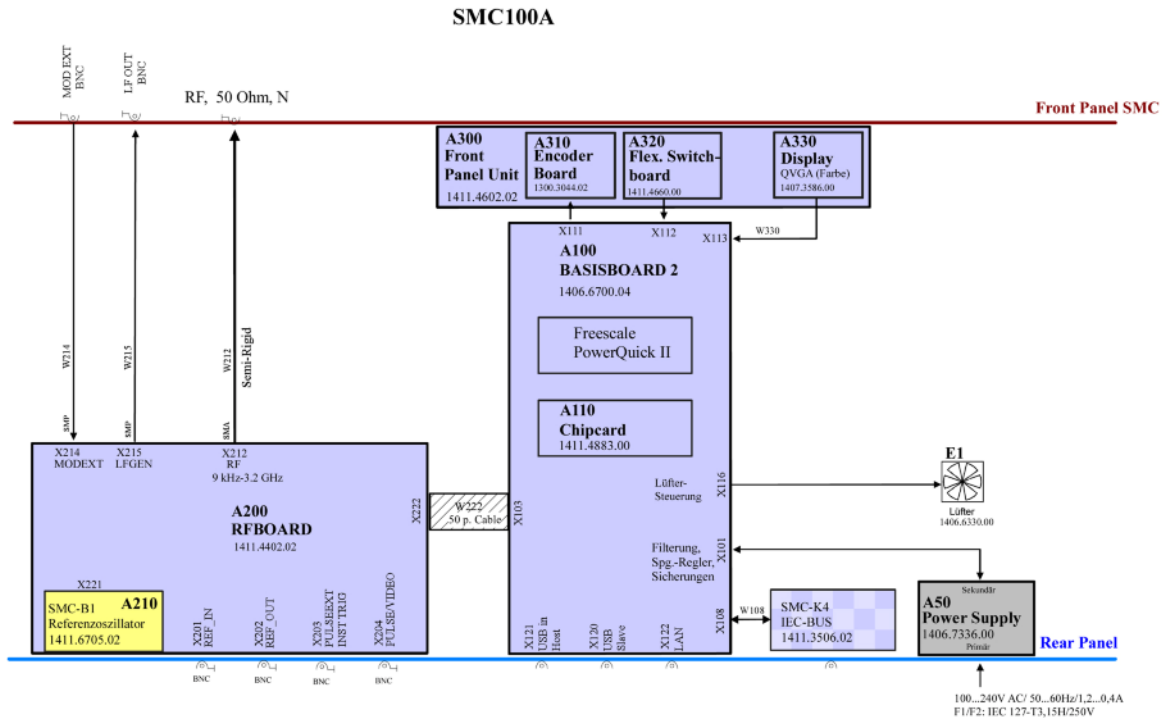 SMC100A
MOD EXT
BNC
LF OUT
BNC
RF, 50 Ohm, N
Front Panel SMC
A300
Front
Panel Unit
1411.4602.02
A310
Encoder
Board
1300.3044.02
A320
Flex. Switch-
board
1411.4660.00
A330
Display
QVGA (Farbe)
1407.3586.00
X111
X112
X113
W330
A100
BASISBOARD 2
1406.6700.04
Freescale
PowerQuick II
A110
Chipcard
1411.4883.00
W214
W215
W212
Semi-Rigid
SMP
SMP
SMA
X214
MODEXT
X215
LFGEN
X212
RF
9 kHz-3.2 GHz
A200
RFBOARD
1411.4402.02
X222
W222
50 p. Cable
X103
Lüfter-
Steuerung
X116
E1
Lüfter
1406.6330.00
Filterung,
Spg.-Regler,
Sicherungen
X101
X221
SMC-B1
A210
Referenzoszillator
1411.6705.02
X201
REF_IN
X202
REF_OUT
X203
PULSEEXT
INST TRIG
X204
PULSE/VIDEO
X121
USB in
Host
X120
USB
Slave
X122
LAN
X108
W108
SMC-K4
IEC-BUS
1411.3506.02
Sekundär
A50
Power Supply
1406.7336.00
Primär
Rear Panel
BNC
BNC
BNC
BNC
100...240V AC/ 50...60Hz/1,2...0,4A
F1/F2: IEC 127-T3,15H/250V